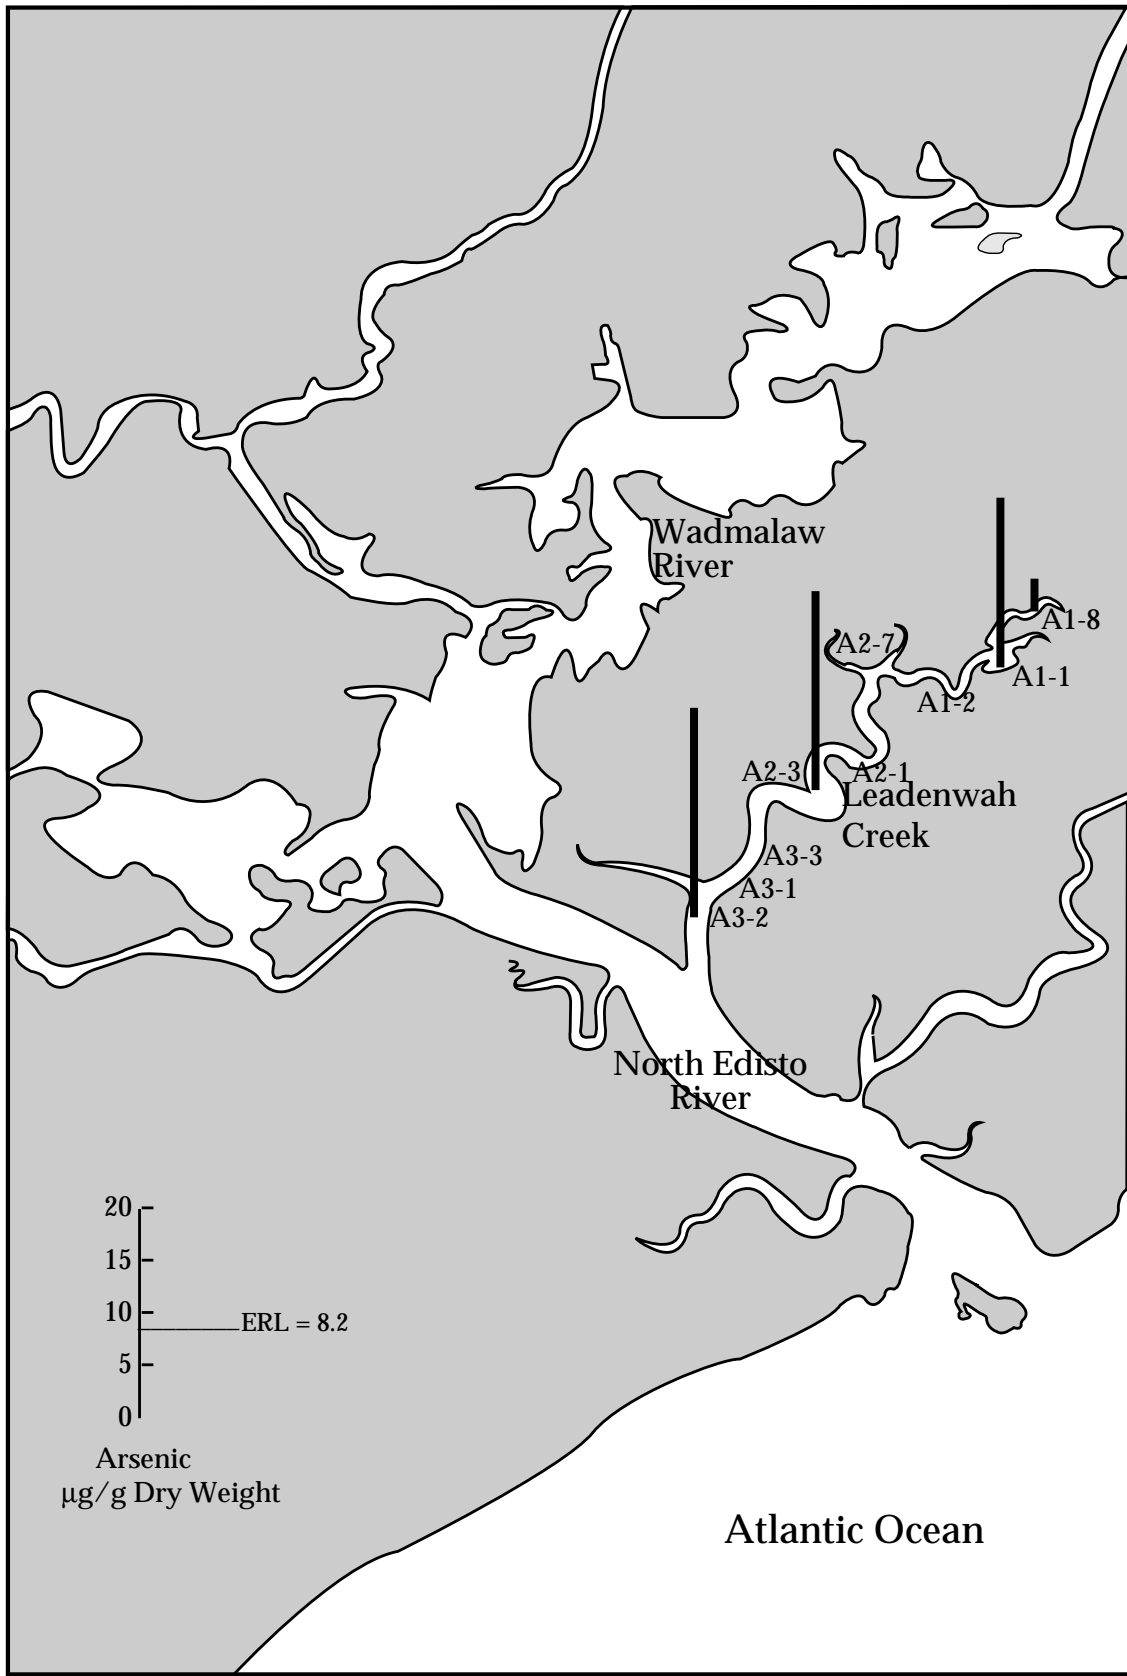 Wadmalaw
River
A1-8
A2-7
A1-1
A1-2
A2-3
A2-1
Leadenwah
Creek
A3-3
A3-1
A3-2
North Edisto
River
20
15
10
ERL = 8.2
5
0
Arsenic
µg/g Dry Weight
Atlantic Ocean